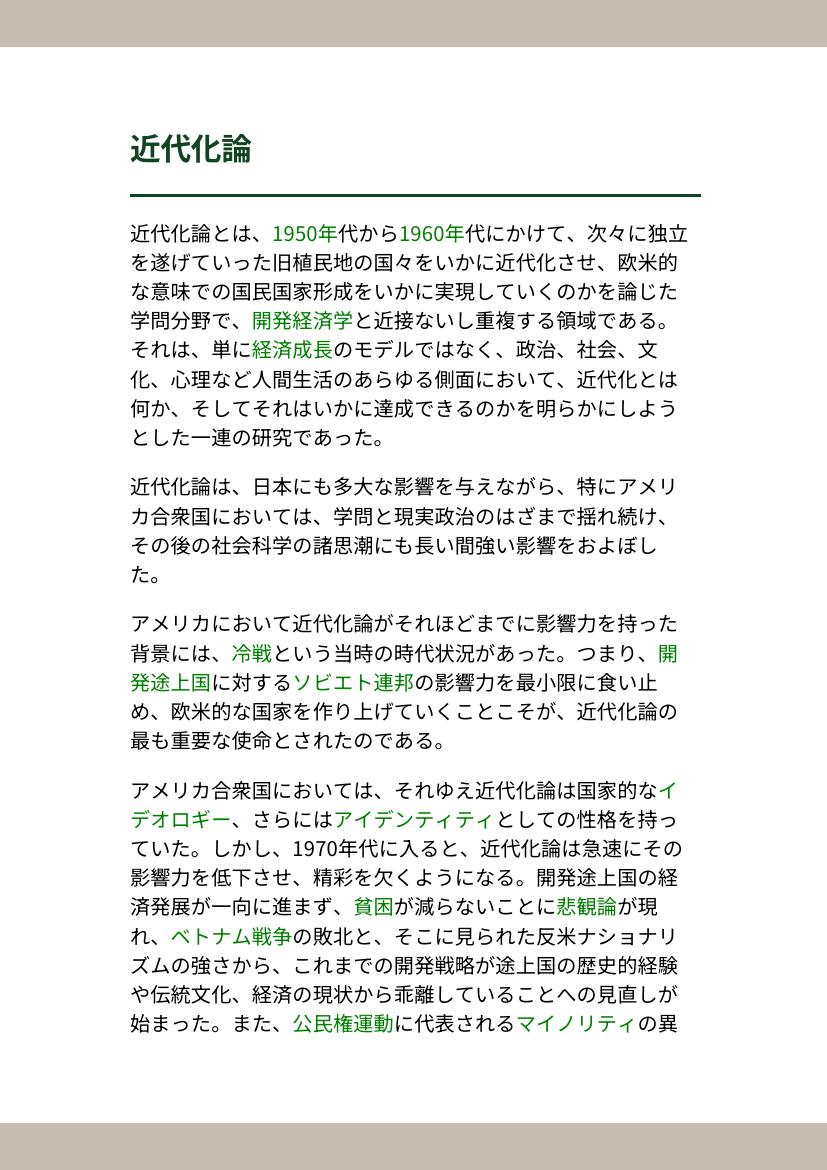 近代化論
近代化論とは、1950年代から1960年代にかけて、次々に独立
を遂げていった旧植民地の国々をいかに近代化させ、欧米的
な意味での国民国家形成をいかに実現していくのかを論じた
学問分野で、開発経済学と近接ないし重複する領域である。
それは、単に経済成長のモデルではなく、政治、社会、文
化、心理など人間生活のあらゆる側面において、近代化とは
何か、そしてそれはいかに達成できるのかを明らかにしよう
とした一連の研究であった。
近代化論は、日本にも多大な影響を与えながら、特にアメリ
カ合衆国においては、学問と現実政治のはざまで揺れ続け、
その後の社会科学の諸思潮にも長い間強い影響をおよぼし
た。
アメリカにおいて近代化論がそれほどまでに影響力を持った
背景には、冷戦という当時の時代状況があった。つまり、開
発途上国に対するソビエト連邦の影響力を最小限に食い止
め、欧米的な国家を作り上げていくことこそが、近代化論の
最も重要な使命とされたのである。
アメリカ合衆国においては、それゆえ近代化論は国家的なイ
デオロギー、さらにはアイデンティティとしての性格を持っ
ていた。しかし、1970年代に入ると、近代化論は急速にその
影響力を低下させ、精彩を欠くようになる。開発途上国の経
済発展が一向に進まず、貧困が減らないことに悲観論が現
れ、ベトナム戦争の敗北と、そこに見られた反米ナショナリ
ズムの強さから、これまでの開発戦略が途上国の歴史的経験
や伝統文化、経済の現状から乖離していることへの見直しが
始まった。また、公民権運動に代表されるマイノリティの異